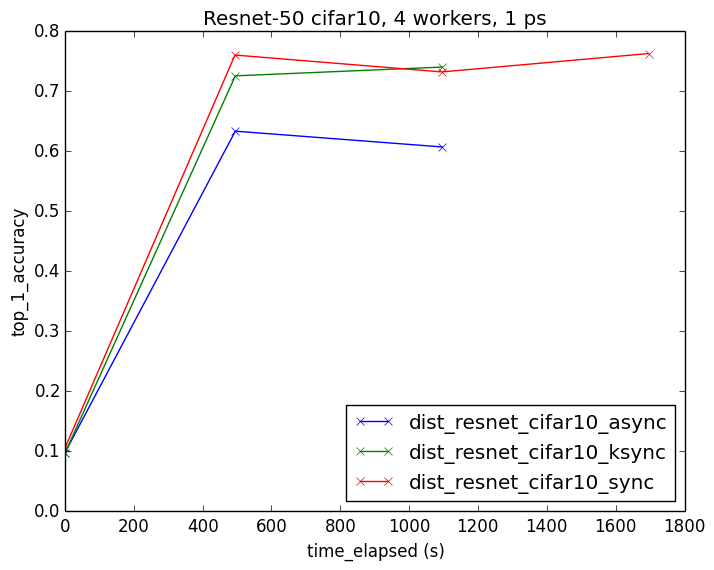 Resnet-50 cifar10, 4 workers, 1 ps
0.8
0.7
0.6
0.5
0.4
0.3
0.2
0.1
0.0
top_1_accuracy
dist_resnet_cifar10_async
dist_resnet_cifar10_ksync
dist_resnet_cifar10_sync
0 200 400 600 800 1000 1200 1400 1600 1800
time_elapsed (s)